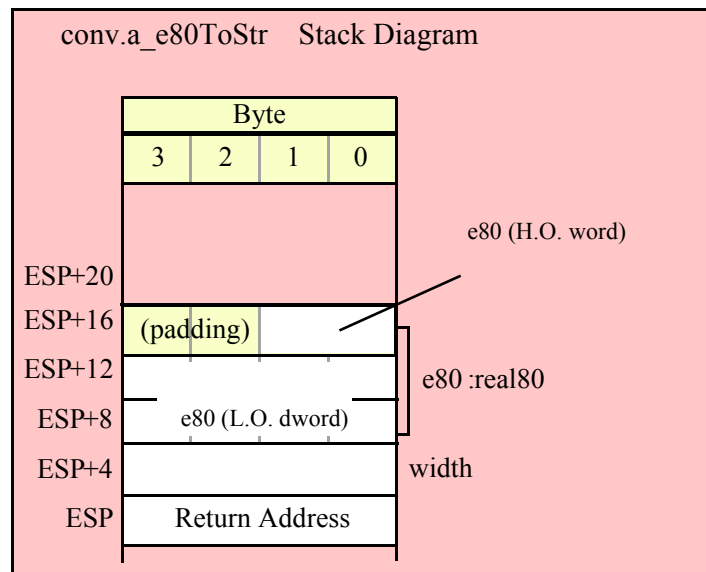 conv.a_e80ToStr Stack Diagram
Byte
3 2 1 0
e80 (H.O. word)
ESP+20
ESP+16 (padding)
ESP+12
e80 :real80
ESP+8 e80 (L.O. dword)
ESP+4 width
ESP Return Address